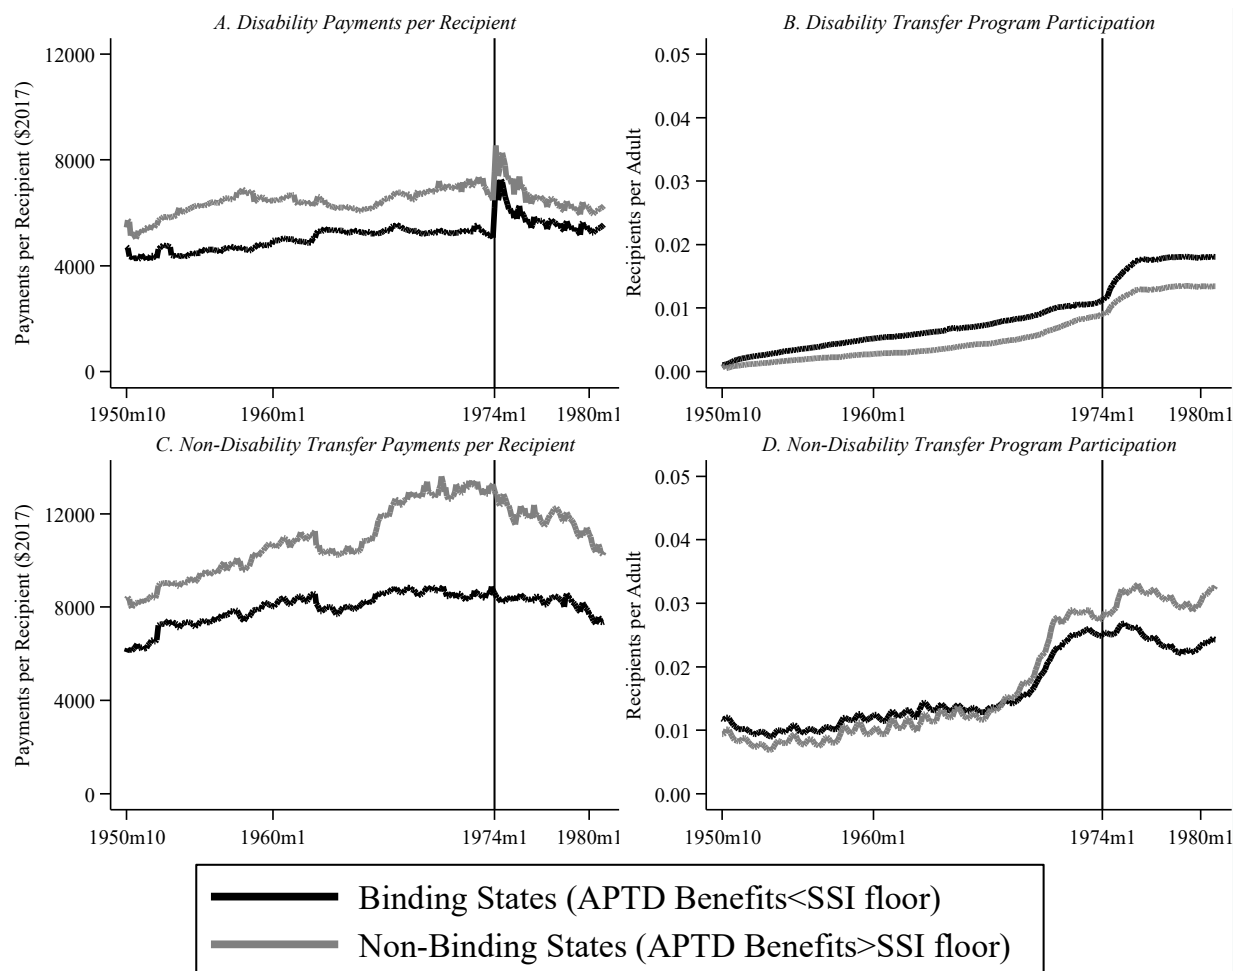 A. Disability Payments per Recipient
Payments per Recipient ($2017)
12000
8000
4000
0
1950m10 1960m1 1974m1 1980m1
B. Disability Transfer Program Participation
Recipients per Adult
0.05
0.04
0.03
0.02
0.01
0.00
1950m10 1960m1 1974m1 1980m1
C. Non-Disability Transfer Payments per Recipient
Payments per Recipient ($2017)
12000
8000
4000
0
1950m10 1960m1 1974m1 1980m1
D. Non-Disability Transfer Program Participation
Recipients per Adult
0.05
0.04
0.03
0.02
0.01
0.00
1950m10 1960m1 1974m1 1980m1
Binding States (APTD Benefits<SSI floor)
Non-Binding States (APTD Benefits>SSI floor)